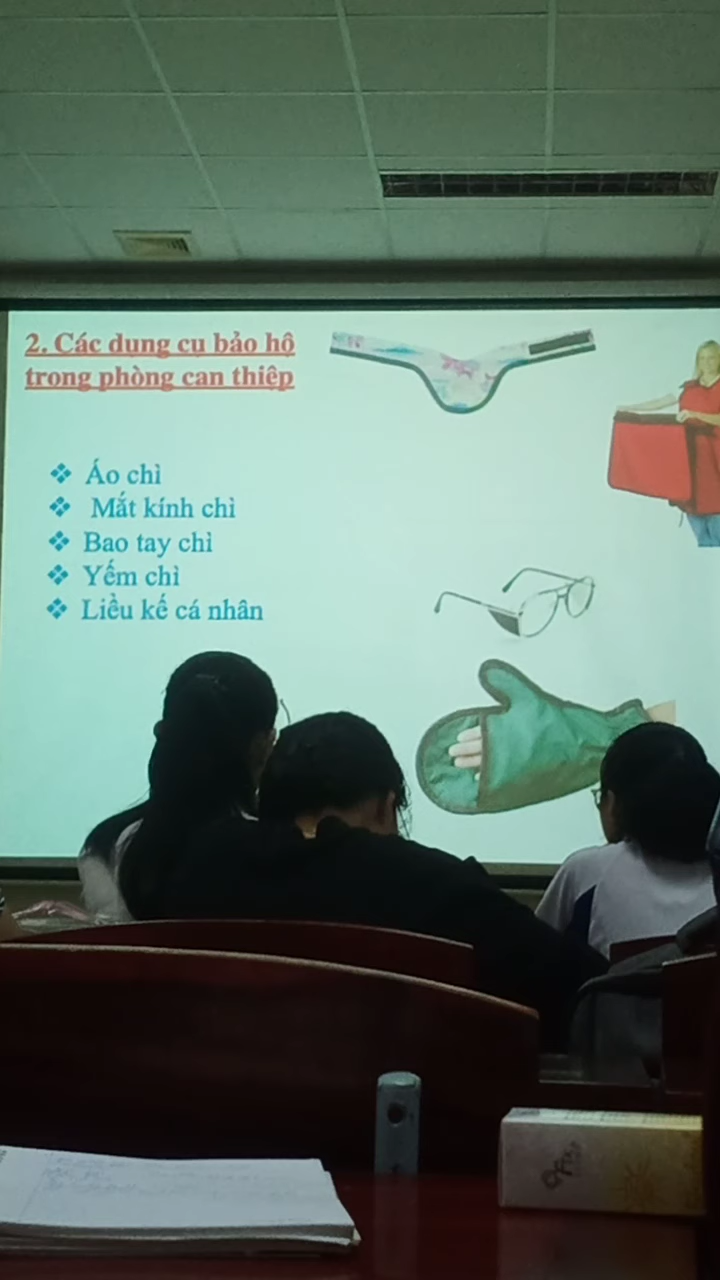 2. Các dụng cụ bảo hộ
trong phòng can thiệp
❖ Áo chì
❖ Mắt kính chì
❖ Bao tay chì
❖ Yếm chì
❖ Liều kế cá nhân